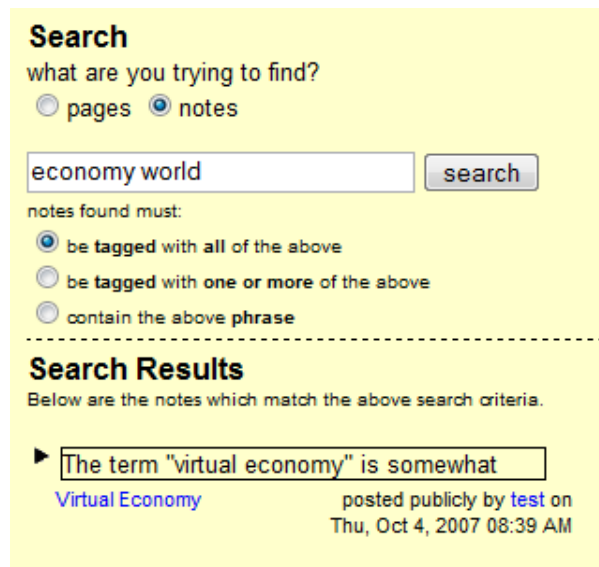 Search
what are you trying to find?
pages notes
economy world search
notes found must:
be tagged with all of the above
be tagged with one or more of the above
contain the above phrase
Search Results
Below are the notes which match the above search criteria.
The term "virtual economy" is somewhat
Virtual Economy posted publicly by test on
Thu, Oct 4, 2007 08:39 AM